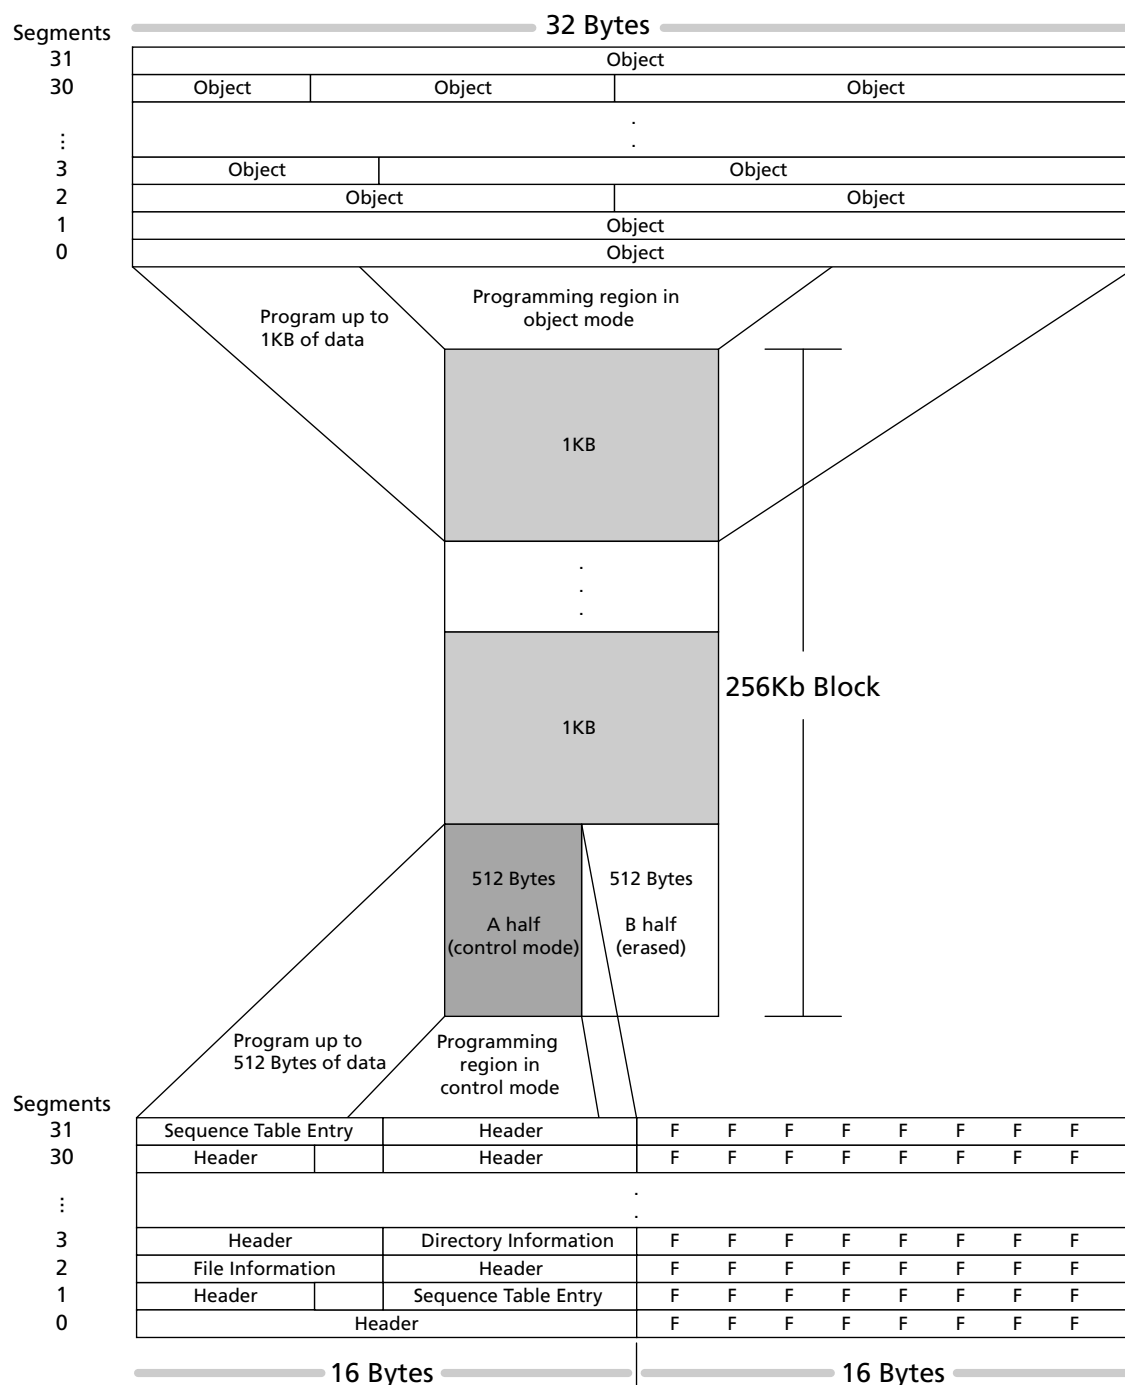 32 Bytes
Segments
31 Object
30 Object Object Object
⋮ . .
3 Object Object
2 Object Object
1 Object
0 Object
Program up to
1KB of data
Programming region in
object mode
1KB
. . .
256Kb Block
1KB
512 Bytes
A half
(control mode)
512 Bytes
B half
(erased)
Program up to
512 Bytes of data
Programming
region in
control mode
Segments
31 Sequence Table Entry Header F F F F F F F F
30 Header Header F F F F F F F F
⋮ . .
3 Header Directory Information F F F F F F F F
2 File Information Header F F F F F F F F
1 Header Sequence Table Entry F F F F F F F F
0 Header F F F F F F F F
16 Bytes 16 Bytes